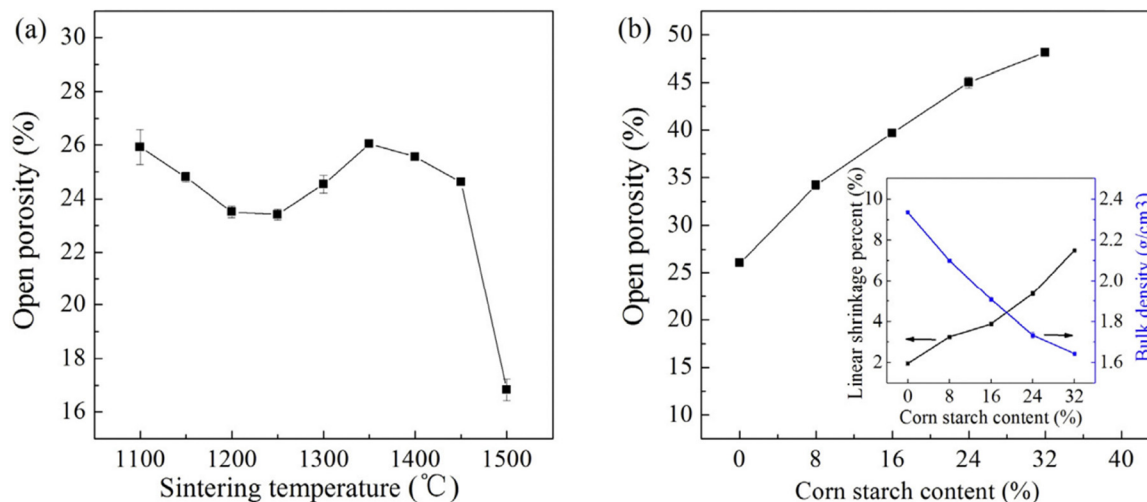 (a)
30
28
26
24
22
20
18
16
Open porosity (%)
1100 1200 1300 1400 1500
Sintering temperature (℃)
(b)
50
45
40
35
30
25
20
15
10
Open porosity (%)
0 8 16 24 32 40
Corn starch content (%)
10
8
6
4
2
Linear shrinkage percent (%)
2.4
2.2
2.0
1.8
1.6
Bulk density (g/cm3)
0 8 16 24 32
Corn starch content (%)